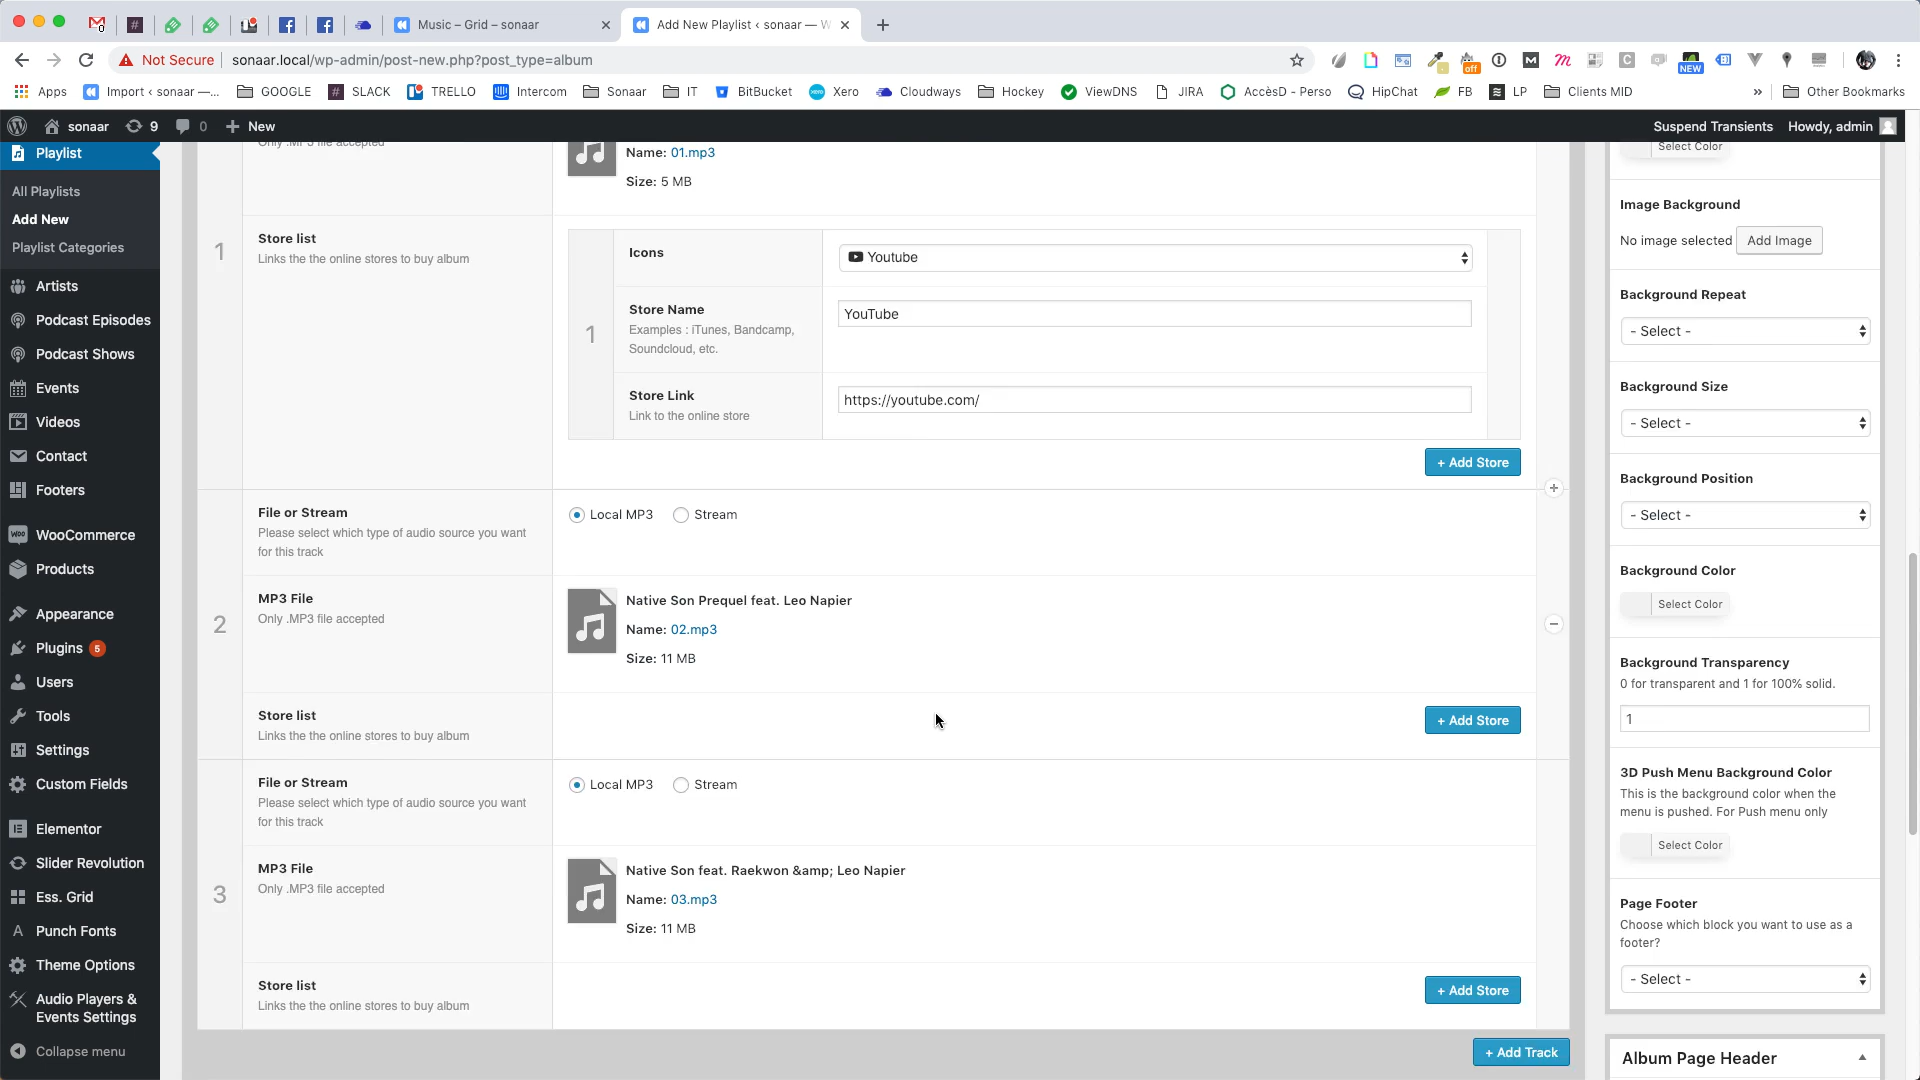 Music – Grid – sonaar
Add New Playlist ‹ sonaar — W
Not Secure
sonaar.local/wp-admin/post-new.php?post_type=album
off
NEW
Apps
Import ‹ sonaar —...
GOOGLE
SLACK
TRELLO
Intercom
Sonaar
IT
BitBucket
Xero
Cloudways
Hockey
ViewDNS
JIRA
AccèsD - Perso
HipChat
FB
LP
Clients MID
»
Other Bookmarks
sonaar
9
0
+ New
Suspend Transients
Howdy, admin
Playlist
All Playlists
Add New
Playlist Categories
Artists
Podcast Episodes
Podcast Shows
Events
Videos
Contact
Footers
WooCommerce
Products
Appearance
Plugins 5
Users
Tools
Settings
Custom Fields
Elementor
Slider Revolution
Ess. Grid
Punch Fonts
Theme Options
Audio Players &
Events Settings
Collapse menu
Only .MP3 file accepted
Name: 01.mp3
Size: 5 MB
1
Store list
Links the the online stores to buy album
1
Icons
Youtube
Store Name
Examples : iTunes, Bandcamp,
Soundcloud, etc.
YouTube
Store Link
Link to the online store
https://youtube.com/
+ Add Store
2
File or Stream
Please select which type of audio source you want
for this track
Local MP3
Stream
MP3 File
Only .MP3 file accepted
Native Son Prequel feat. Leo Napier
Name: 02.mp3
Size: 11 MB
Store list
Links the the online stores to buy album
+ Add Store
3
File or Stream
Please select which type of audio source you want
for this track
Local MP3
Stream
MP3 File
Only .MP3 file accepted
Native Son feat. Raekwon &amp; Leo Napier
Name: 03.mp3
Size: 11 MB
Store list
Links the the online stores to buy album
+ Add Store
+ Add Track
Select Color
Image Background
No image selected
Add Image
Background Repeat
- Select -
Background Size
- Select -
Background Position
- Select -
Background Color
Select Color
Background Transparency
0 for transparent and 1 for 100% solid.
1
3D Push Menu Background Color
This is the background color when the
menu is pushed. For Push menu only
Select Color
Page Footer
Choose which block you want to use as a
footer?
- Select -
Album Page Header